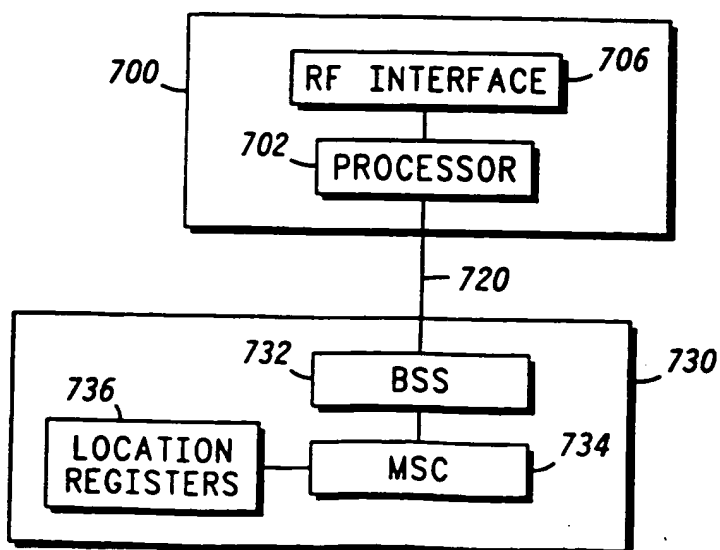 700
RF INTERFACE
706
702
PROCESSOR
720
732
BSS
730
736
LOCATION
REGISTERS
MSC
734